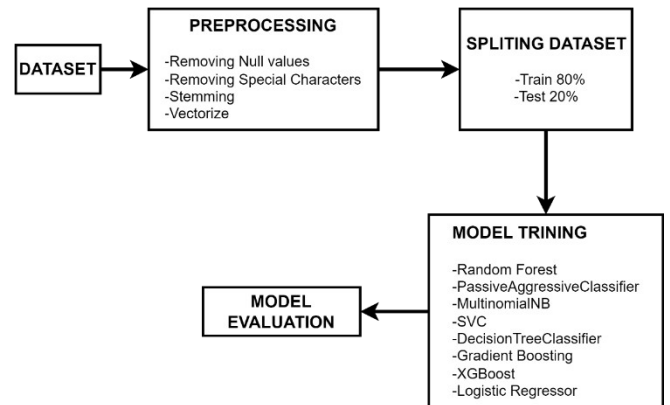 DATASET
PREPROCESSING
-Removing Null values
-Removing Special Characters
-Stemming
-Vectorize
SPLITING DATASET
-Train 80%
-Test 20%
MODEL TRINING
-Random Forest
-PassiveAggressiveClassifier
-MultinomialNB
-SVC
-DecisionTreeClassifier
-Gradient Boosting
-XGBoost
-Logistic Regressor
MODEL
EVALUATION